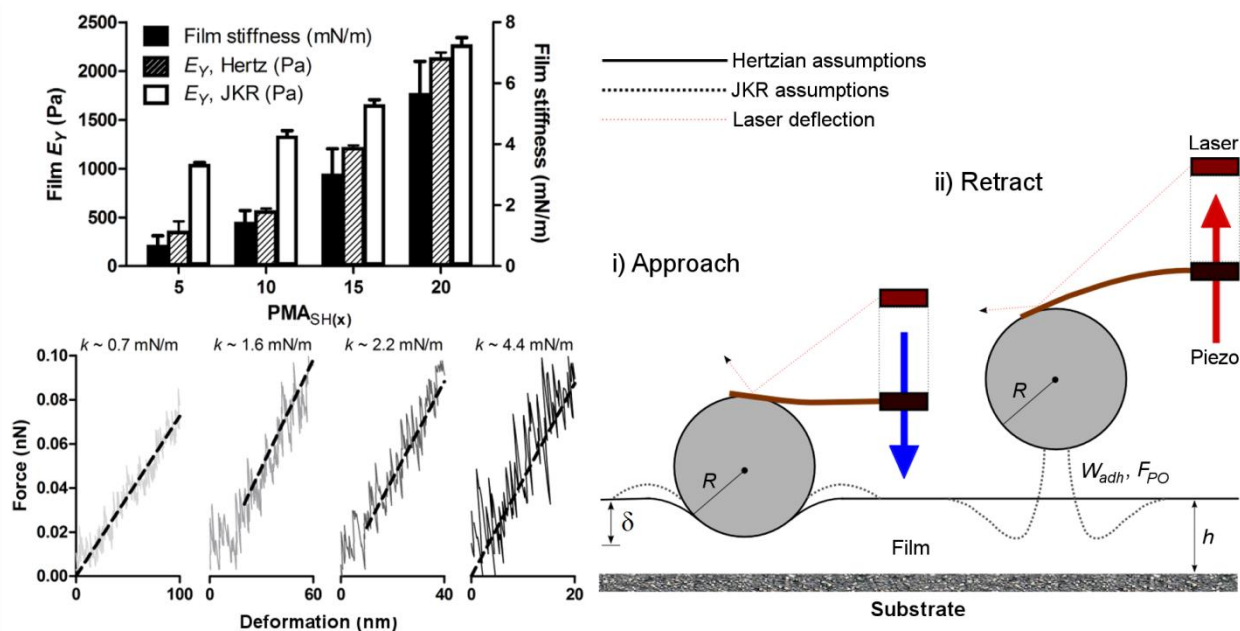 2500
2000
1500
1000
500
0
Film E_Y (Pa)
Film stiffness (mN/m)
E_Y, Hertz (Pa)
E_Y, JKR (Pa)
8
6
4
2
0
Film stiffness (mN/m)
5 10 15 20
PMA_SH(x)
k ~ 0.7 mN/m k ~ 1.6 mN/m k ~ 2.2 mN/m k ~ 4.4 mN/m
0.10
0.08
0.06
0.04
0.02
0.00
Force (nN)
0 100 0 60 0 40 0 20
Deformation (nm)
Hertzian assumptions
JKR assumptions
Laser deflection
Laser
ii) Retract
i) Approach
Piezo
R
R
W_adh, F_PO
δ
Film
h
Substrate